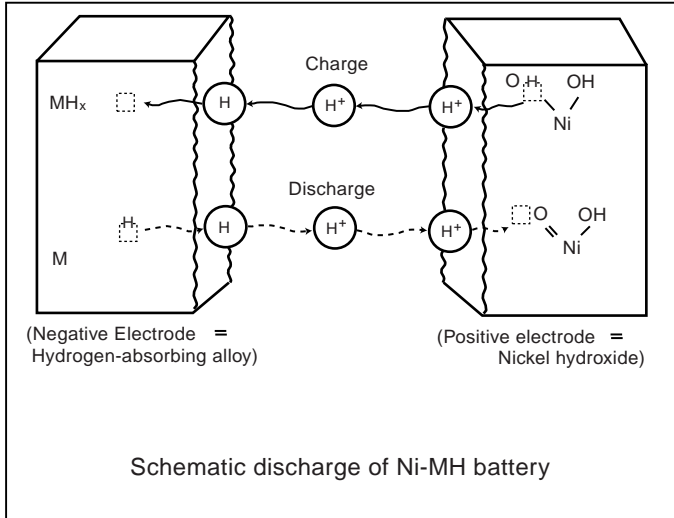 Charge
O H OH
MHx H H⁺ H⁺
Ni
Discharge
H O OH
H H⁺ H⁺
M Ni
(Negative Electrode =
Hydrogen-absorbing alloy)
(Positive electrode =
Nickel hydroxide)
Schematic discharge of Ni-MH battery